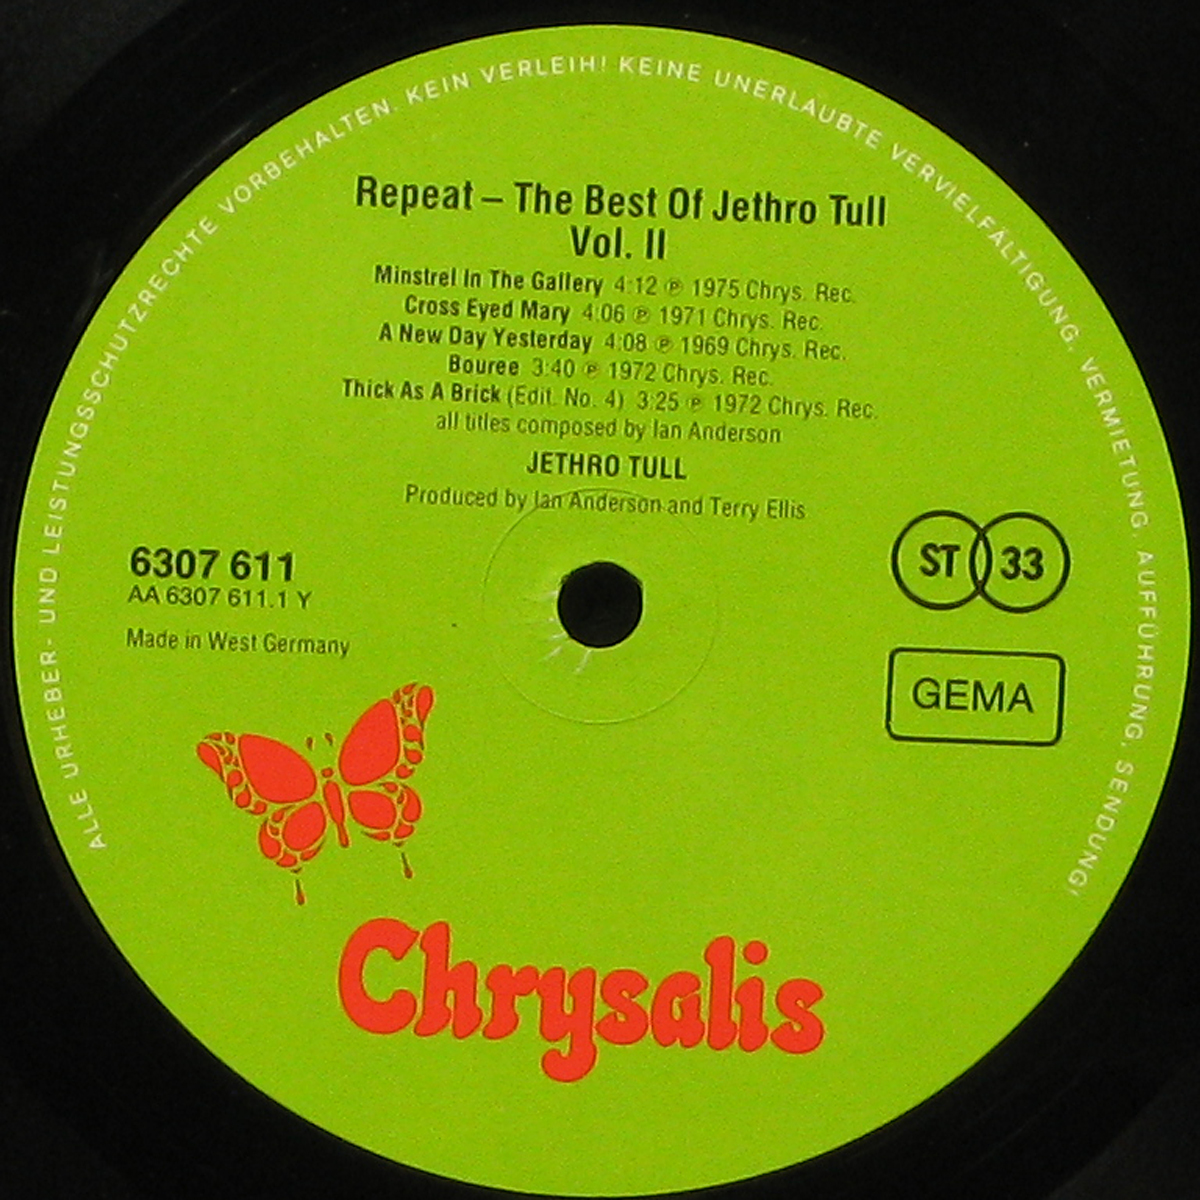 ALLE URHEBER- UND LEISTUNGSSCHUTZRECHTE VORBEHALTEN. KEIN VERLEIH! KEINE UNERLAUBTE VERVIELFÄLTIGUNG, VERMIETUNG, AUFFÜHRUNG, SENDUNG!
Repeat – The Best Of Jethro Tull
Vol. II
Minstrel In The Gallery 4:12 ℗ 1975 Chrys. Rec.
Cross Eyed Mary 4:06 ℗ 1971 Chrys. Rec.
A New Day Yesterday 4:08 ℗ 1969 Chrys. Rec.
Bouree 3:40 ℗ 1972 Chrys. Rec.
Thick As A Brick (Edit. No. 4) 3:25 ℗ 1972 Chrys. Rec.
all titles composed by Ian Anderson
JETHRO TULL
Produced by Ian Anderson and Terry Ellis
6307 611
AA 6307 611.1 Y
Made in West Germany
ST 33
GEMA
Chrysalis